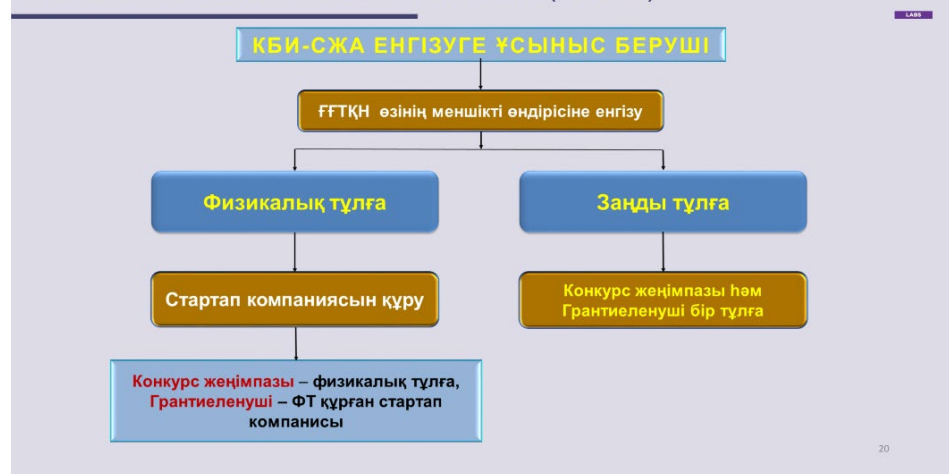 LABS
КБИ-СЖА ЕНГІЗУГЕ ҰСЫНЫС БЕРУШІ
ҒҒТҚН өзінің меншікті өндірісіне енгізу
Физикалық тұлға
Заңды тұлға
Стартап компаниясын құру
Конкурс жеңімпазы һәм
Грантиеленуші бір тұлға
Конкурс жеңімпазы – физикалық тұлға,
Грантиеленуші – ФТ құрған стартап
компанисы
20